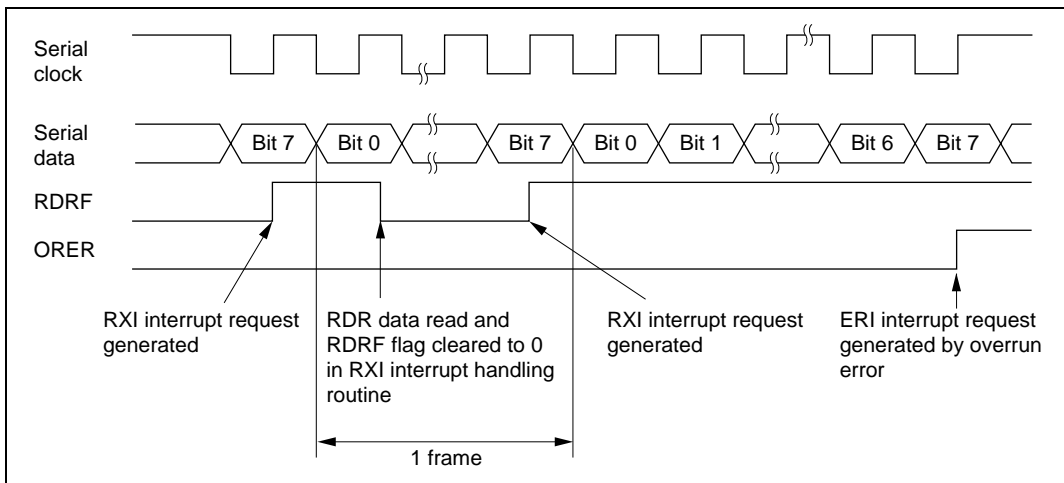 Serial
clock
Serial
data
Bit 7
Bit 0
Bit 7
Bit 0
Bit 1
Bit 6
Bit 7
RDRF
ORER
RXI interrupt request
generated
RDR data read and
RDRF flag cleared to 0
in RXI interrupt handling
routine
RXI interrupt request
generated
ERI interrupt request
generated by overrun
error
1 frame